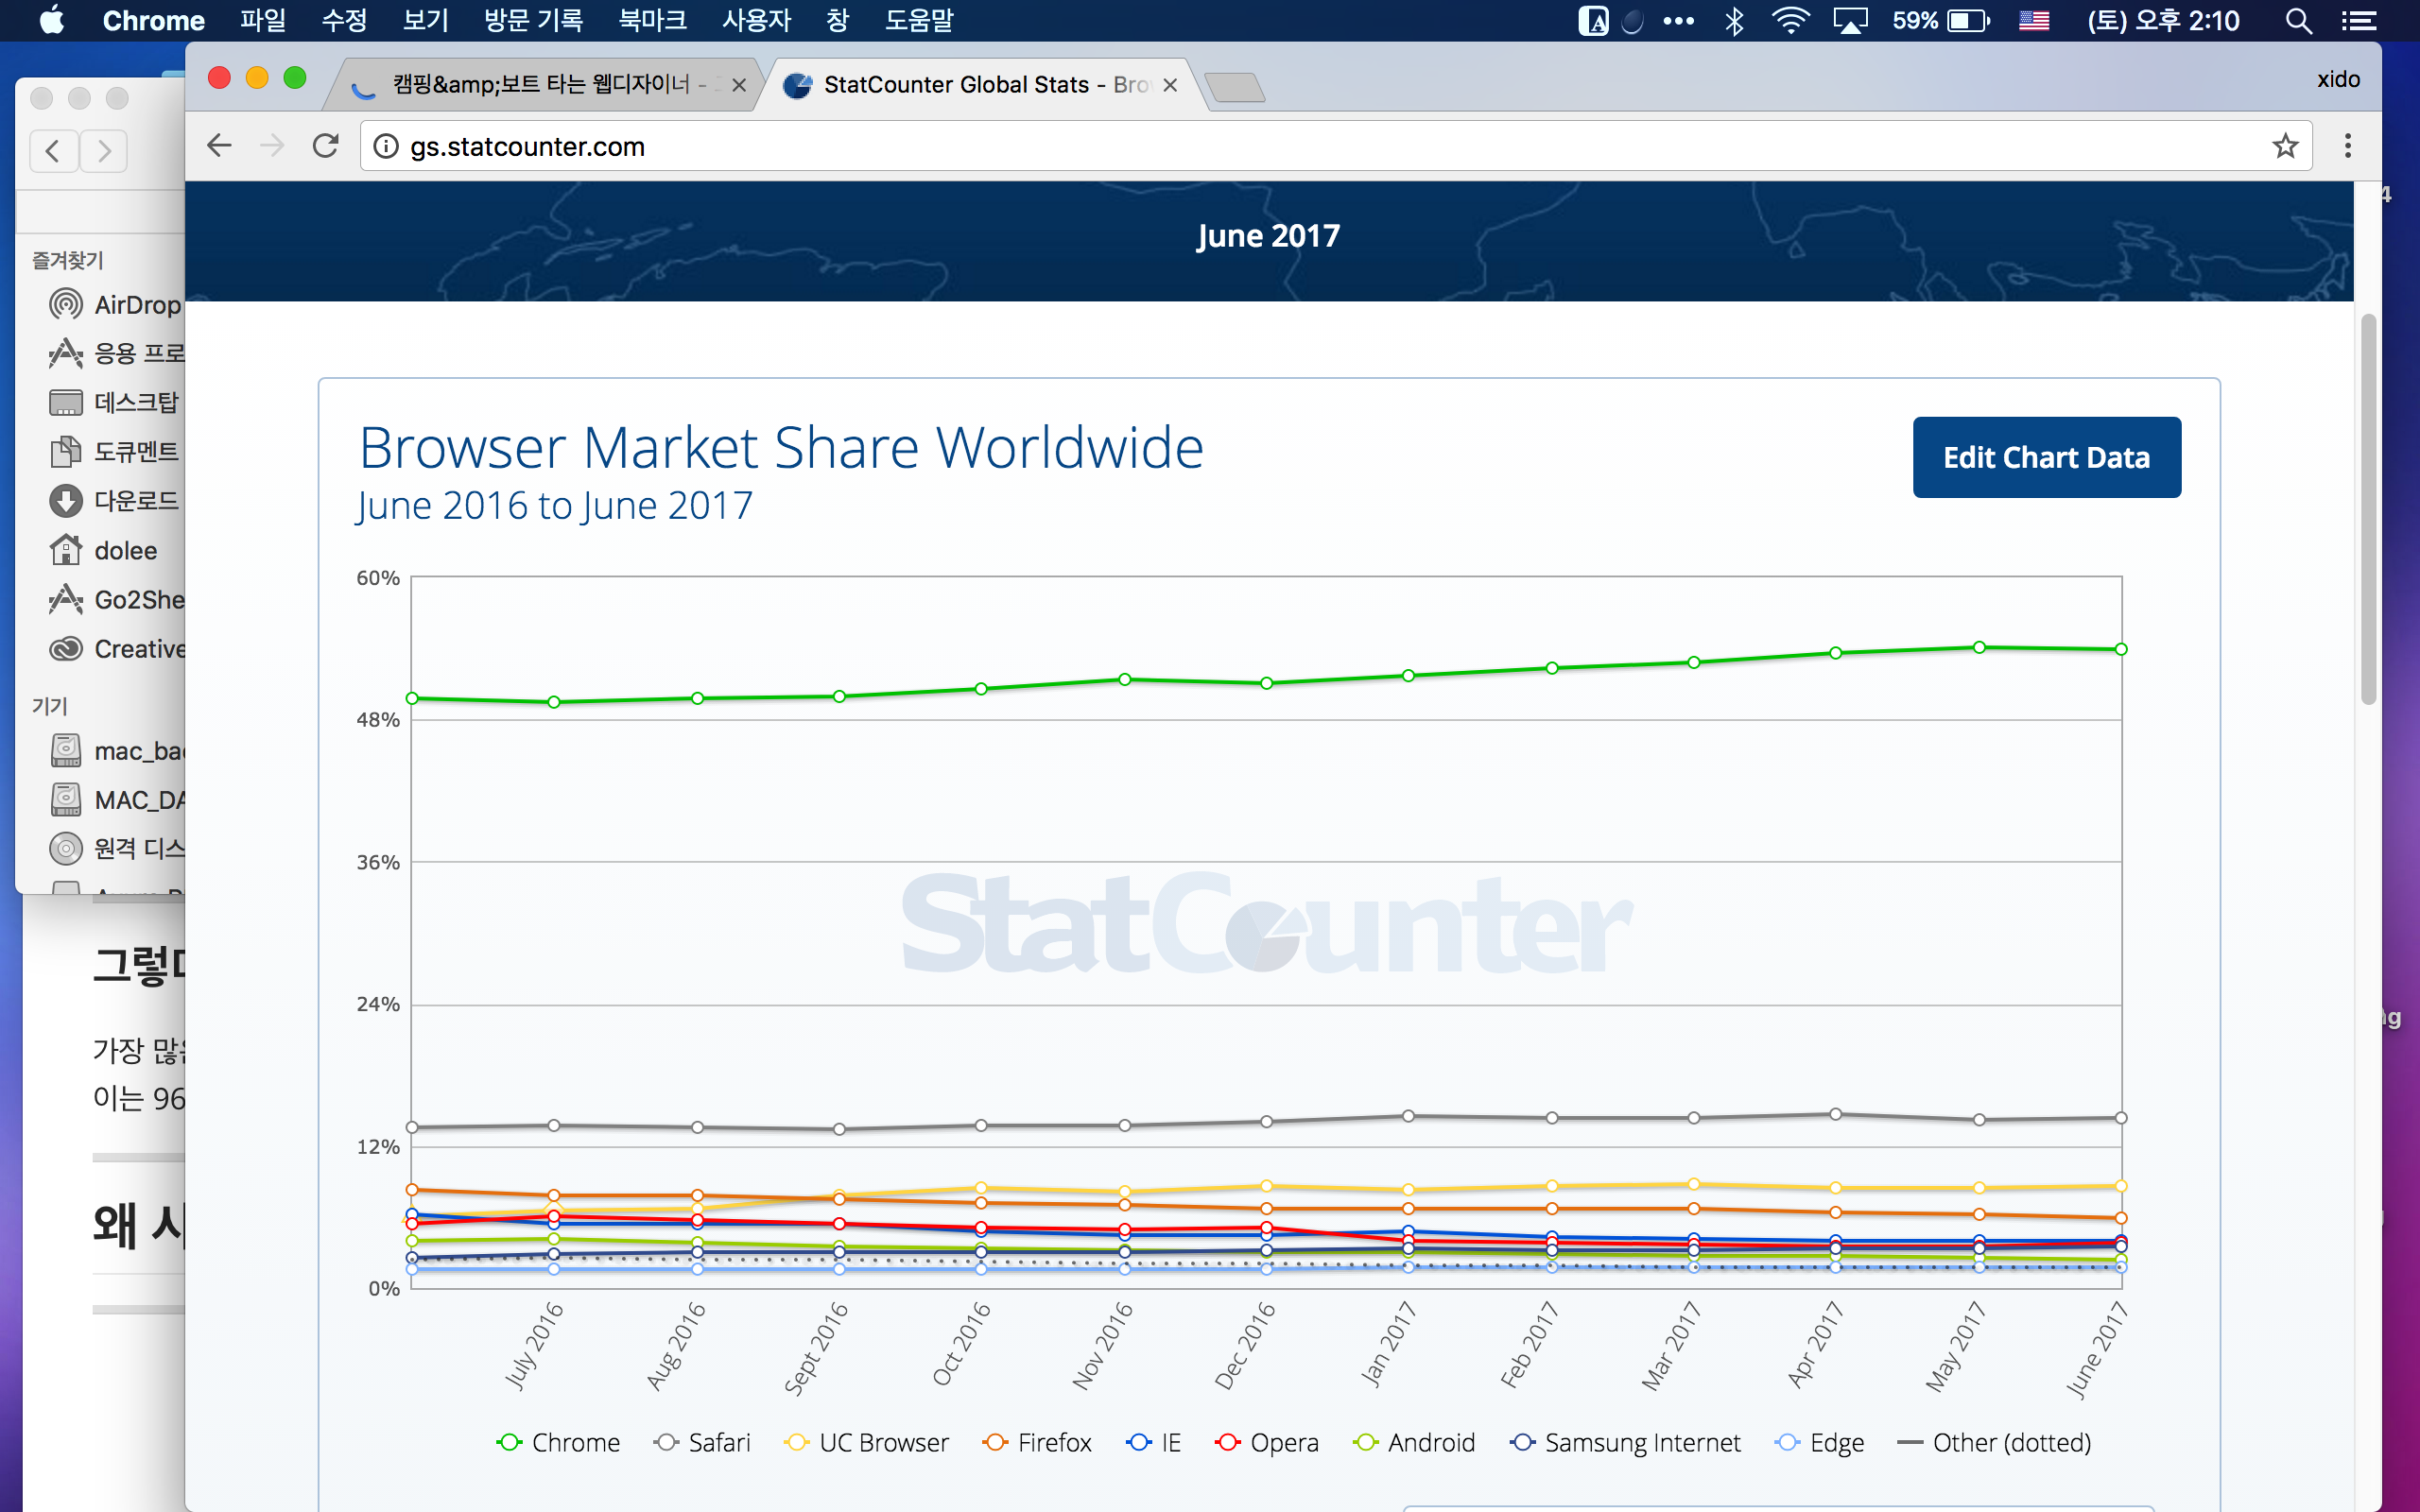 Chrome 파일 수정 보기 방문 기록 북마크 사용자 창 도움말 59% (토) 오후 2:10
캠핑&amp;보트 타는 웹디자이너 -
StatCounter Global Stats - Bro
xido
gs.statcounter.com
즐겨찾기
AirDrop
응용 프로
데스크탑
도큐멘트
다운로드
dolee
Go2She
Creative
기기
mac_bac
MAC_DA
원격 디스
가장 많은
이는 96
왜
June 2017
Browser Market Share Worldwide
Edit Chart Data
June 2016 to June 2017
60%
48%
36%
24%
12%
0%
StatCounter
July 2016
Aug 2016
Sept 2016
Oct 2016
Nov 2016
Dec 2016
Jan 2017
Feb 2017
Mar 2017
Apr 2017
May 2017
June 2017
Chrome Safari UC Browser Firefox IE Opera Android Samsung Internet Edge Other (dotted)